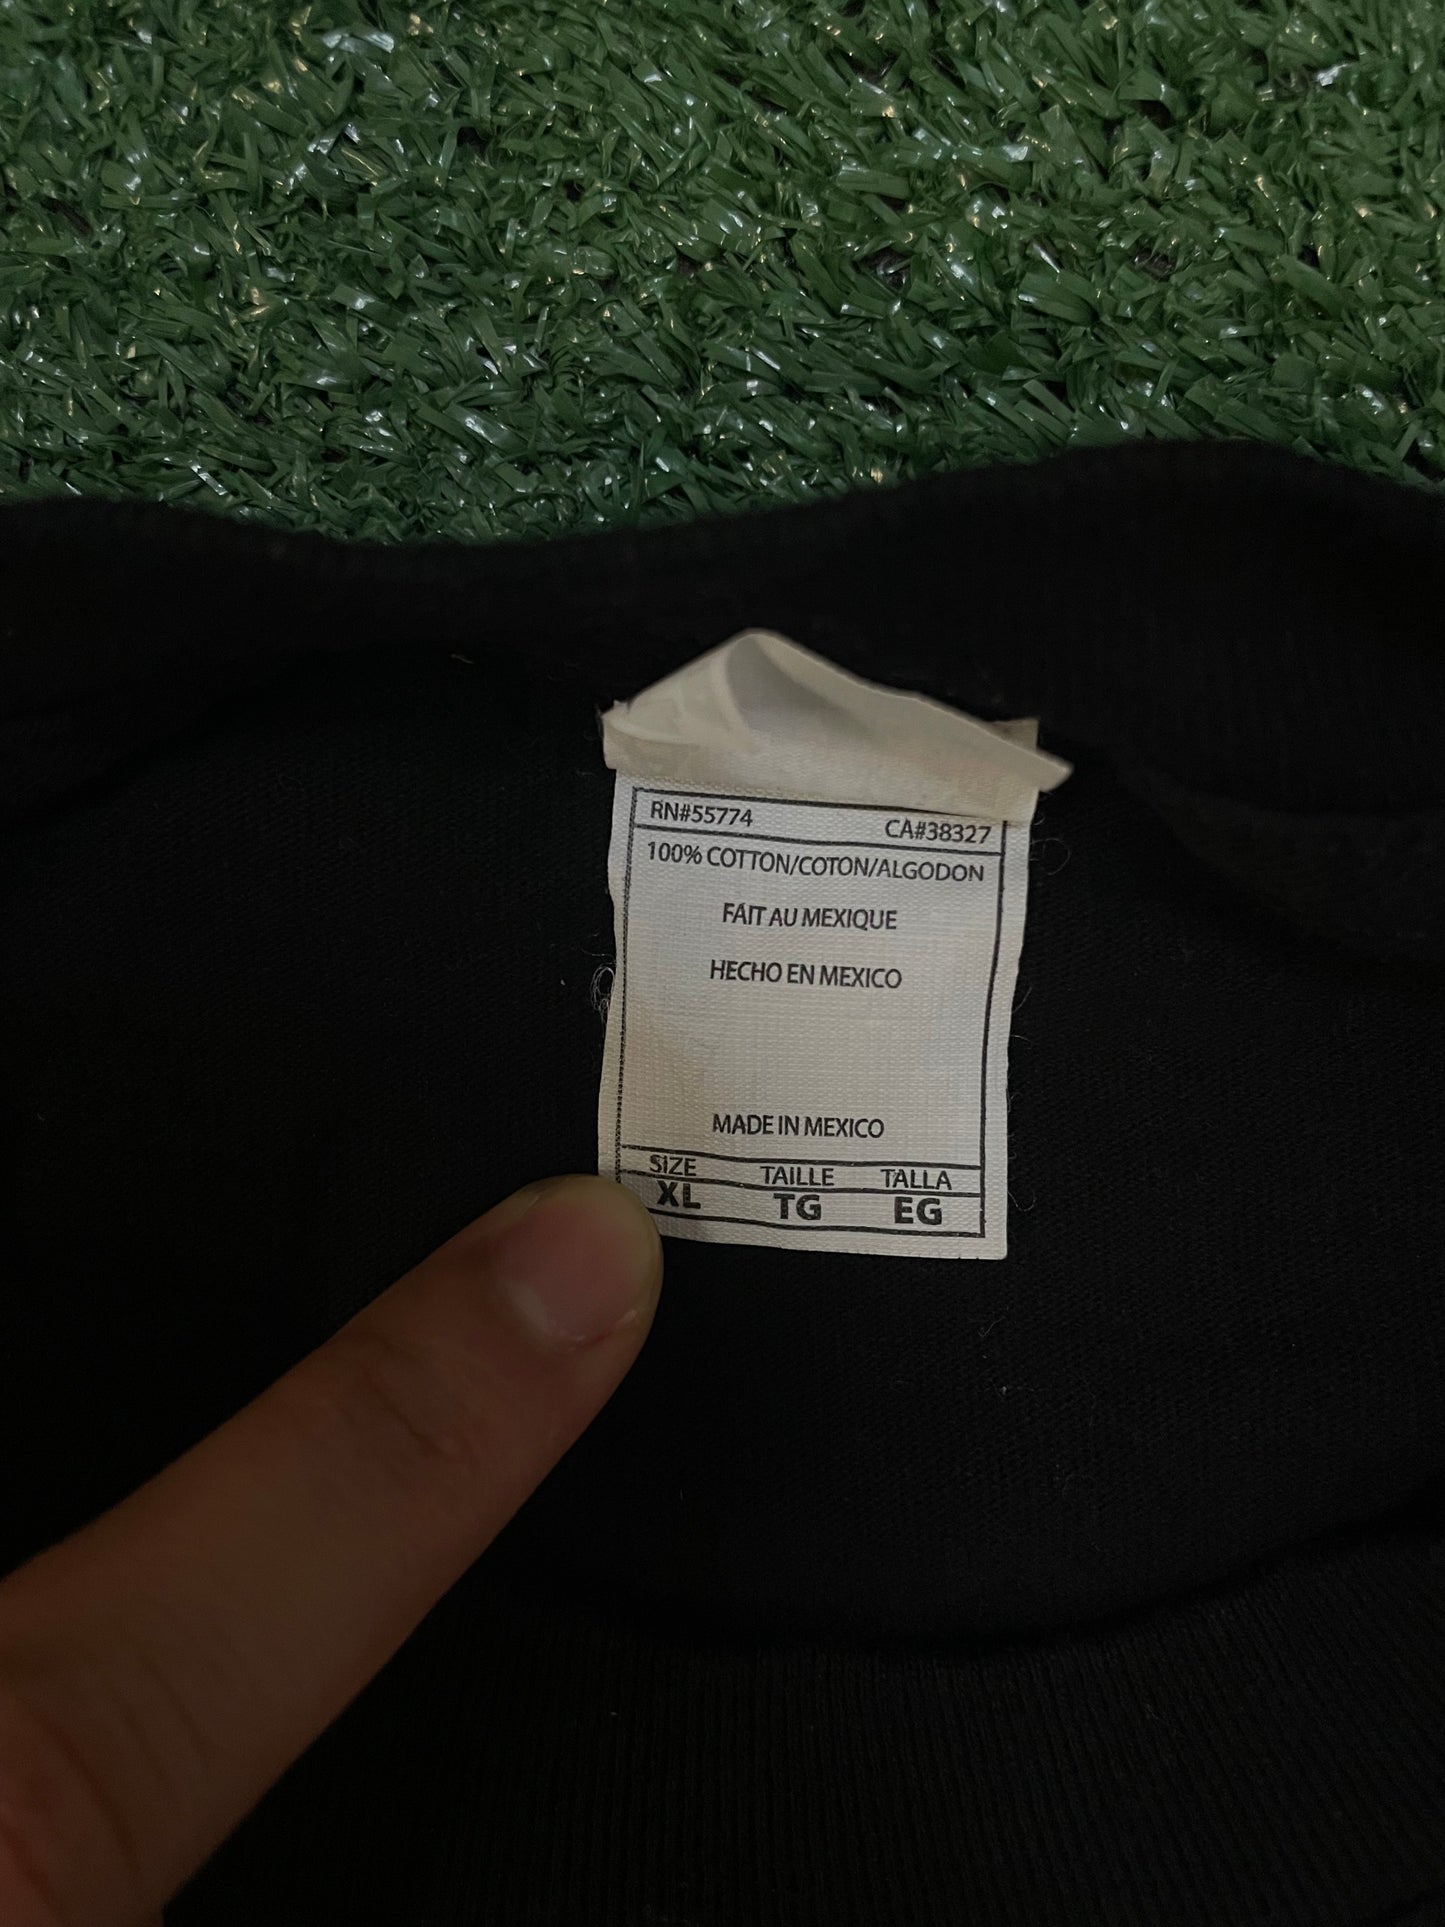 RN#55774 CA#38327
100% COTTON/COTON/ALGODON
FAIT AU MEXIQUE
HECHO EN MEXICO
MADE IN MEXICO
SIZE TAILLE TALLA
XL TG EG